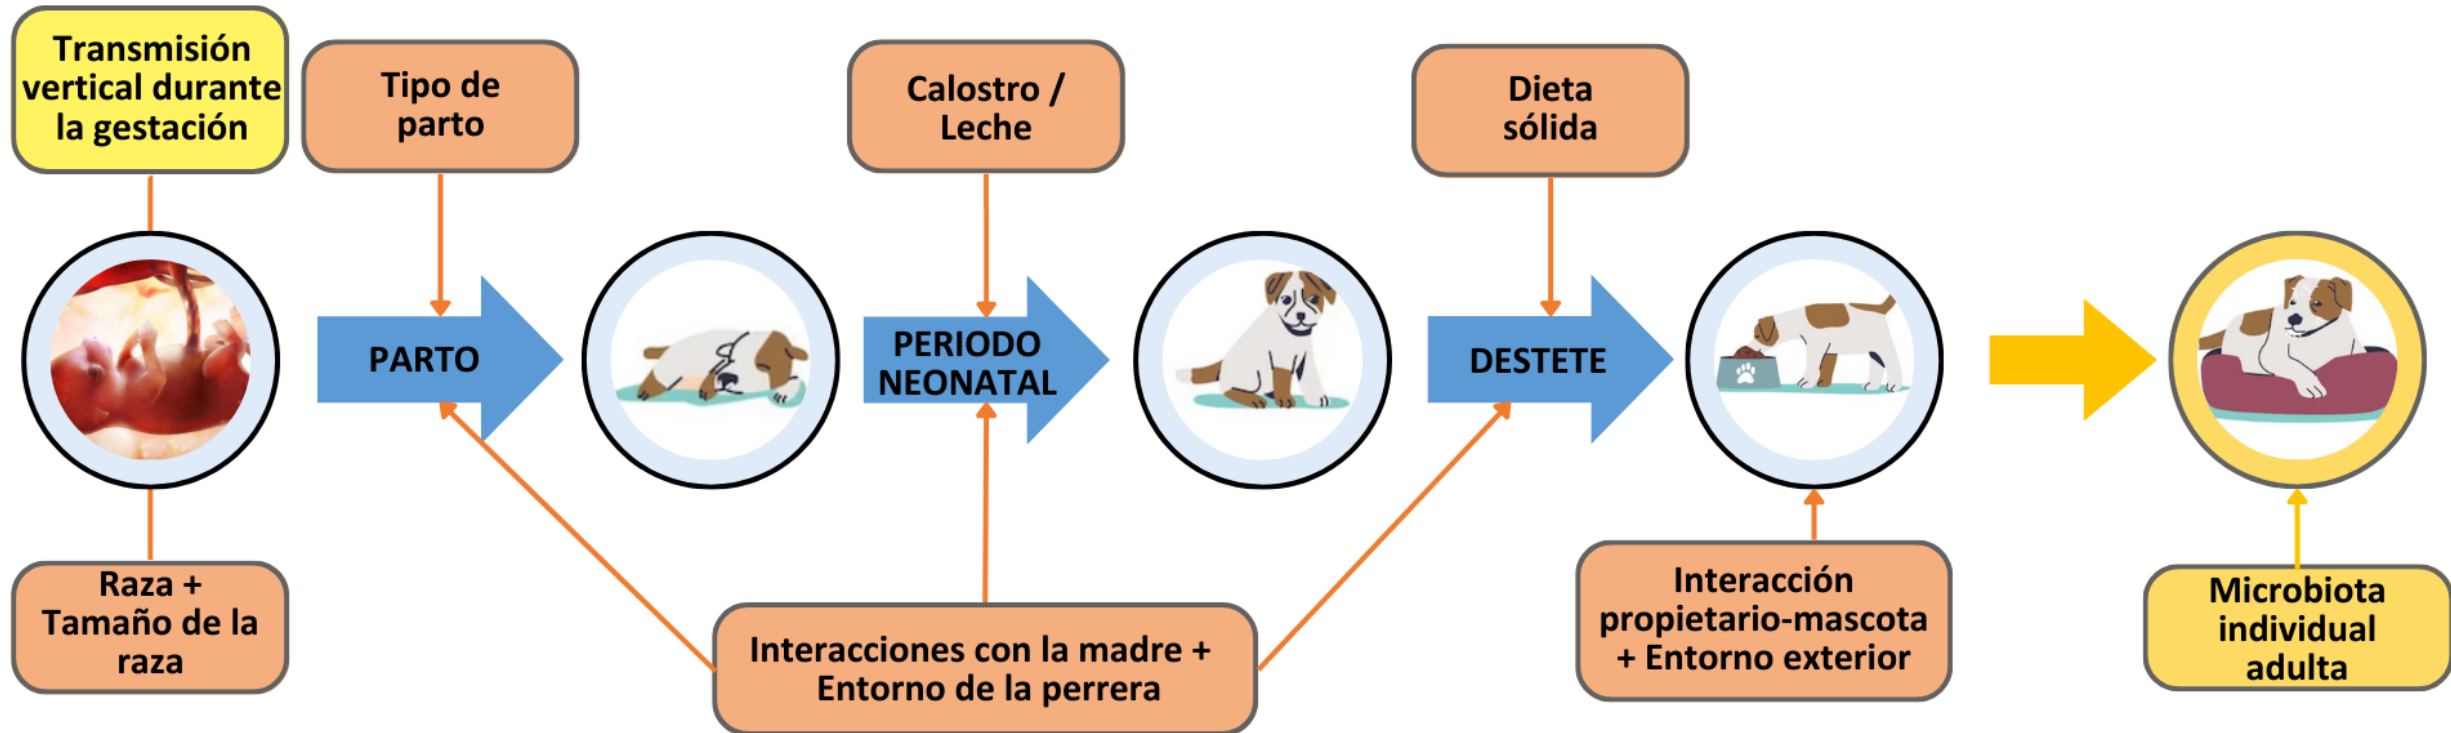 Transmisión
vertical durante
la gestación
Tipo de
parto
Calostro /
Leche
Dieta
sólida
PARTO
PERIODO
NEONATAL
DESTETE
Raza +
Tamaño de la
raza
Interacciones con la madre +
Entorno de la perrera
Interacción
propietario-mascota
+ Entorno exterior
Microbiota
individual
adulta